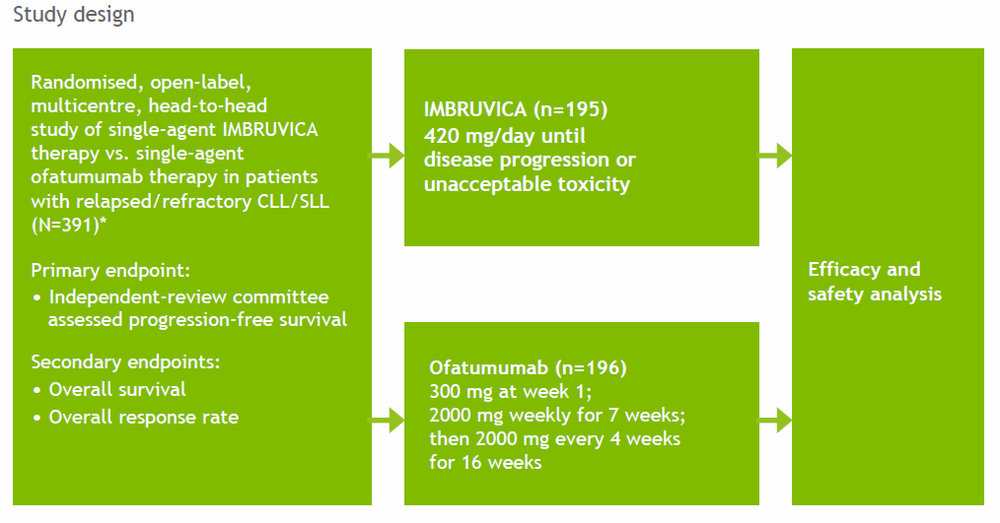 Study design
Randomised, open-label,
multicentre, head-to-head
study of single-agent IMBRUVICA
therapy vs. single-agent
ofatumumab therapy in patients
with relapsed/refractory CLL/SLL
(N=391)*
Primary endpoint:
• Independent-review committee
assessed progression-free survival
Secondary endpoints:
• Overall survival
• Overall response rate
IMBRUVICA (n=195)
420 mg/day until
disease progression or
unacceptable toxicity
Ofatumumab (n=196)
300 mg at week 1;
2000 mg weekly for 7 weeks;
then 2000 mg every 4 weeks
for 16 weeks
Efficacy and
safety analysis